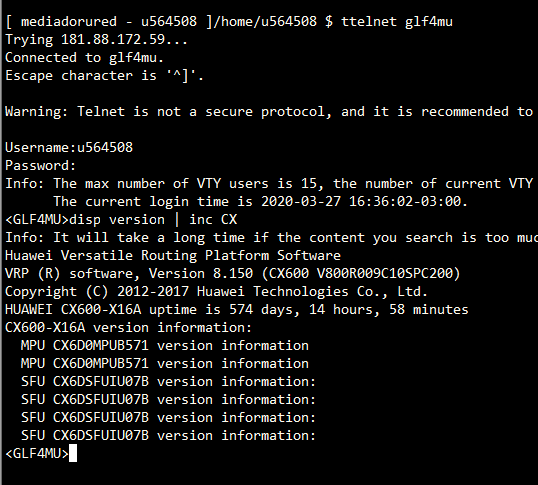 [ mediadorured - u564508 ]/home/u564508 $ ttelnet glf4mu
Trying 181.88.172.59...
Connected to glf4mu.
Escape character is '^]'.
Warning: Telnet is not a secure protocol, and it is recommended to
Username:u564508
Password:
Info: The max number of VTY users is 15, the number of current VTY
The current login time is 2020-03-27 16:36:02-03:00.
<GLF4MU>disp version | inc CX
Info: It will take a long time if the content you search is too muc
Huawei Versatile Routing Platform Software
VRP (R) software, Version 8.150 (CX600 V800R009C10SPC200)
Copyright (C) 2012-2017 Huawei Technologies Co., Ltd.
HUAWEI CX600-X16A uptime is 574 days, 14 hours, 58 minutes
CX600-X16A version information:
MPU CX6D0MPUB571 version information
MPU CX6D0MPUB571 version information
SFU CX6DSFUIU07B version information:
SFU CX6DSFUIU07B version information:
SFU CX6DSFUIU07B version information:
SFU CX6DSFUIU07B version information:
<GLF4MU>